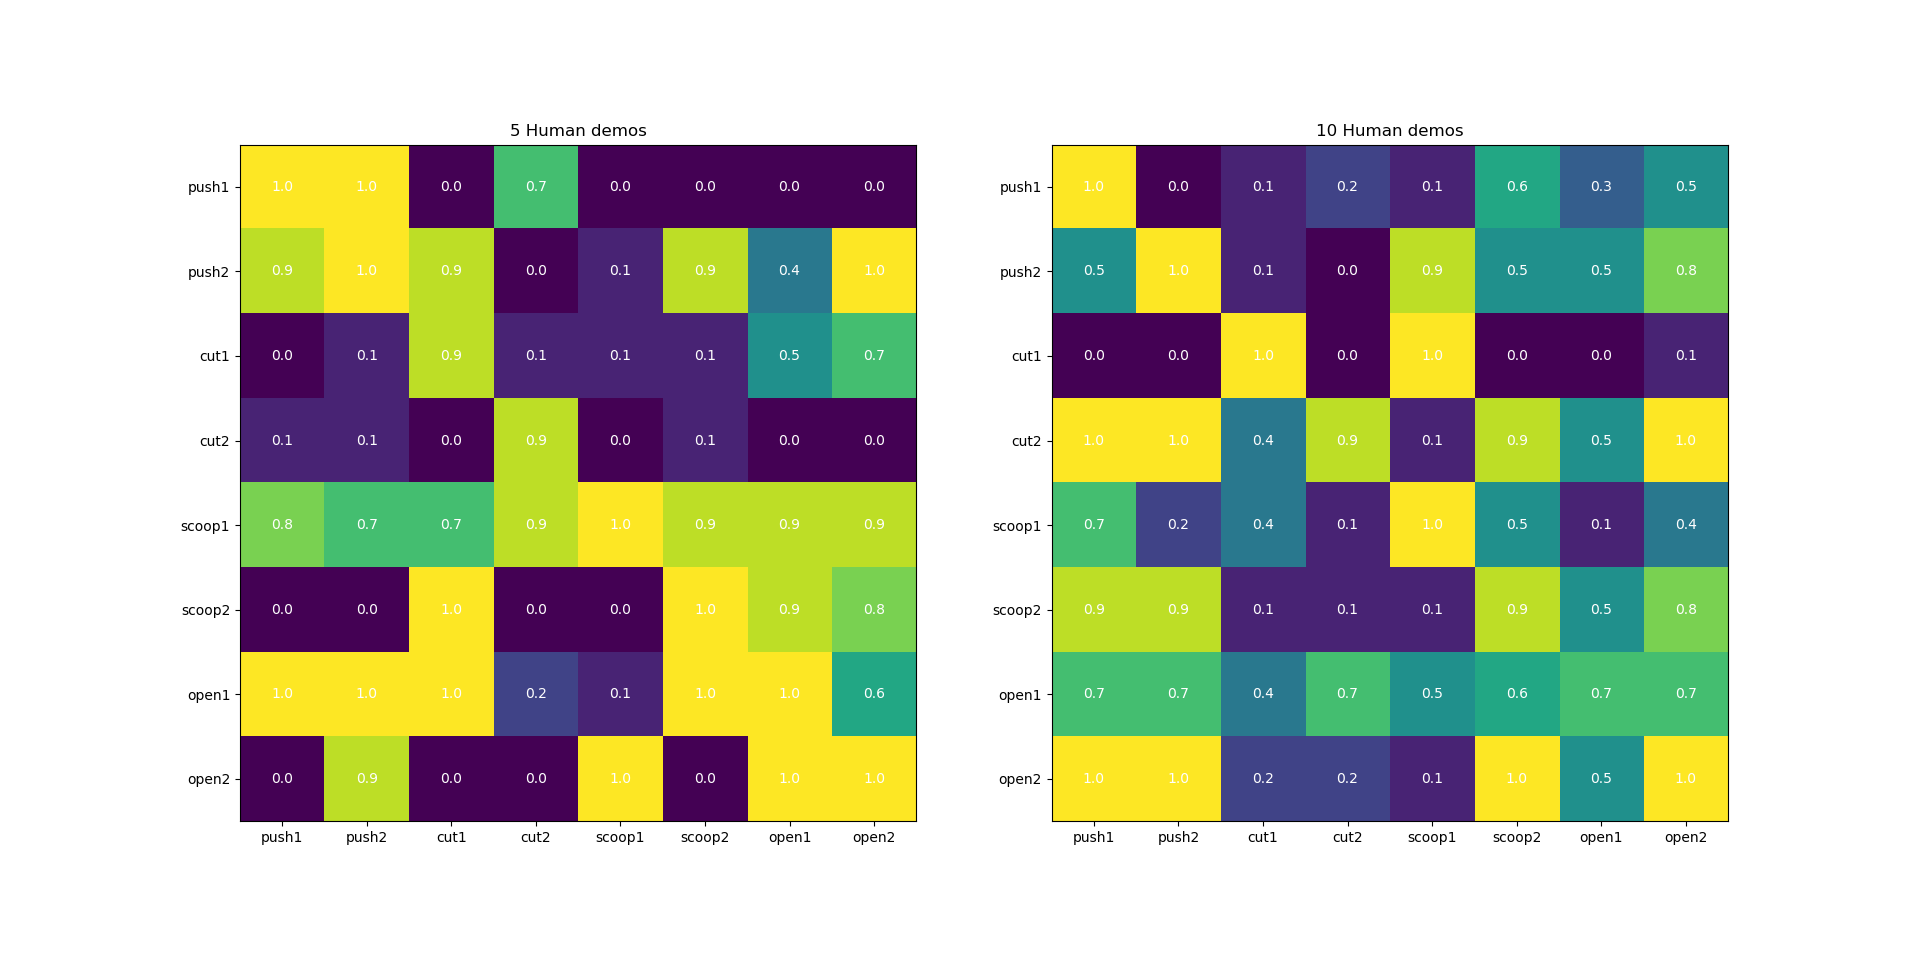 5 Human demos
push1 1.0 1.0 0.0 0.7 0.0 0.0 0.0 0.0
push2 0.9 1.0 0.9 0.0 0.1 0.9 0.4 1.0
cut1 0.0 0.1 0.9 0.1 0.1 0.1 0.5 0.7
cut2 0.1 0.1 0.0 0.9 0.0 0.1 0.0 0.0
scoop1 0.8 0.7 0.7 0.9 1.0 0.9 0.9 0.9
scoop2 0.0 0.0 1.0 0.0 0.0 1.0 0.9 0.8
open1 1.0 1.0 1.0 0.2 0.1 1.0 1.0 0.6
open2 0.0 0.9 0.0 0.0 1.0 0.0 1.0 1.0
push1 push2 cut1 cut2 scoop1 scoop2 open1 open2
10 Human demos
push1 1.0 0.0 0.1 0.2 0.1 0.6 0.3 0.5
push2 0.5 1.0 0.1 0.0 0.9 0.5 0.5 0.8
cut1 0.0 0.0 1.0 0.0 1.0 0.0 0.0 0.1
cut2 1.0 1.0 0.4 0.9 0.1 0.9 0.5 1.0
scoop1 0.7 0.2 0.4 0.1 1.0 0.5 0.1 0.4
scoop2 0.9 0.9 0.1 0.1 0.1 0.9 0.5 0.8
open1 0.7 0.7 0.4 0.7 0.5 0.6 0.7 0.7
open2 1.0 1.0 0.2 0.2 0.1 1.0 0.5 1.0
push1 push2 cut1 cut2 scoop1 scoop2 open1 open2